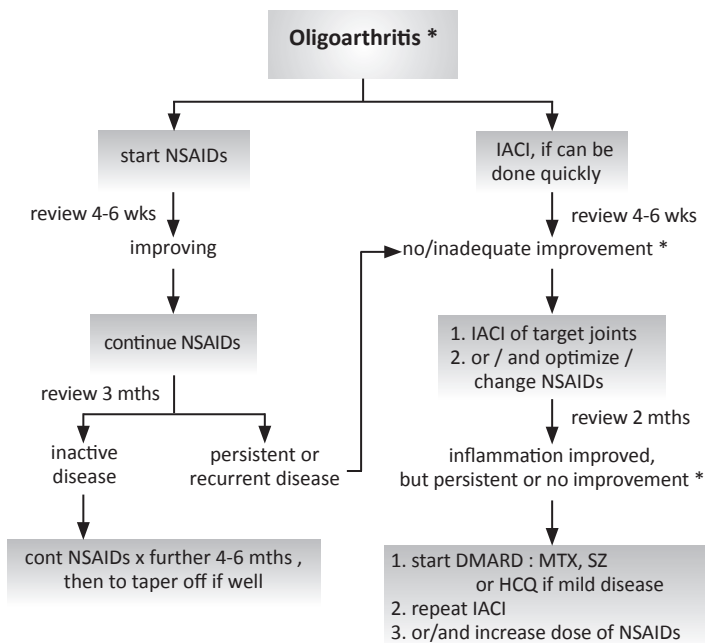 Oligoarthritis *
start NSAIDs
IACI, if can be
done quickly
review 4-6 wks
review 4-6 wks
improving
no/inadequate improvement *
continue NSAIDs
1. IACI of target joints
2. or / and optimize /
change NSAIDs
review 3 mths
review 2 mths
inactive
disease
persistent or
recurrent disease
inflammation improved,
but persistent or no improvement *
cont NSAIDs x further 4-6 mths ,
then to taper off if well
1. start DMARD : MTX, SZ
or HCQ if mild disease
2. repeat IACI
3. or/and increase dose of NSAIDs